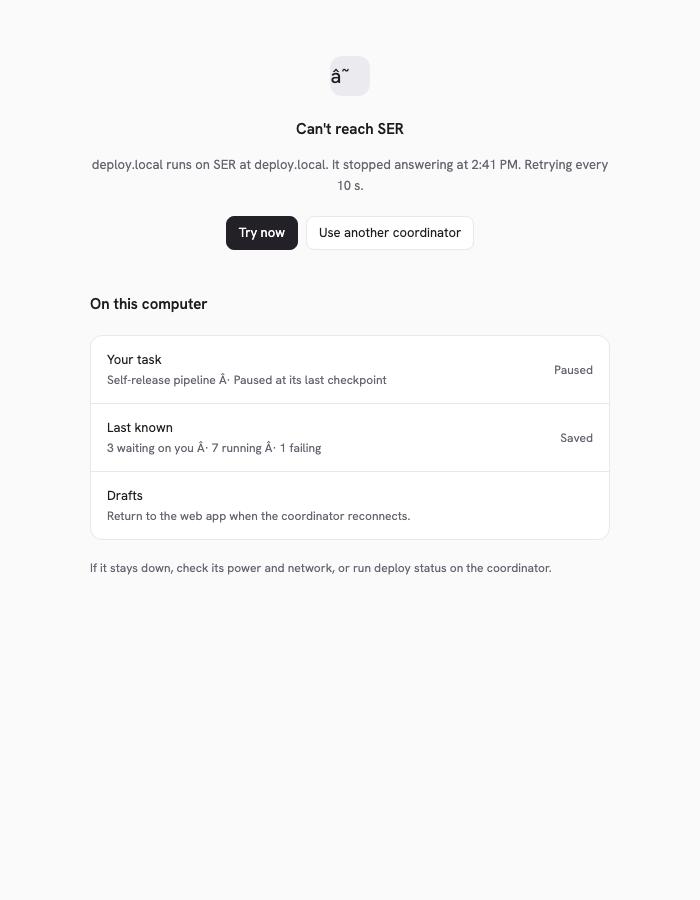 â˜
Can't reach SER
deploy.local runs on SER at deploy.local. It stopped answering at 2:41 PM. Retrying every
10 s.
Try now
Use another coordinator
On this computer
Your task
Self-release pipeline Â· Paused at its last checkpoint
Paused
Last known
3 waiting on you Â· 7 running Â· 1 failing
Saved
Drafts
Return to the web app when the coordinator reconnects.
If it stays down, check its power and network, or run deploy status on the coordinator.